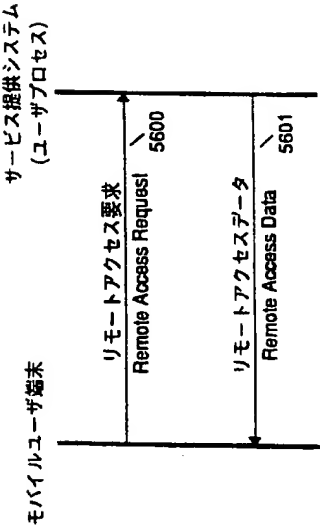 モバイルユーザ端末
サービス提供システム
(ユーザプロセス)
リモートアクセス要求
Remote Access Request
5600
リモートアクセスデータ
Remote Access Data
5601